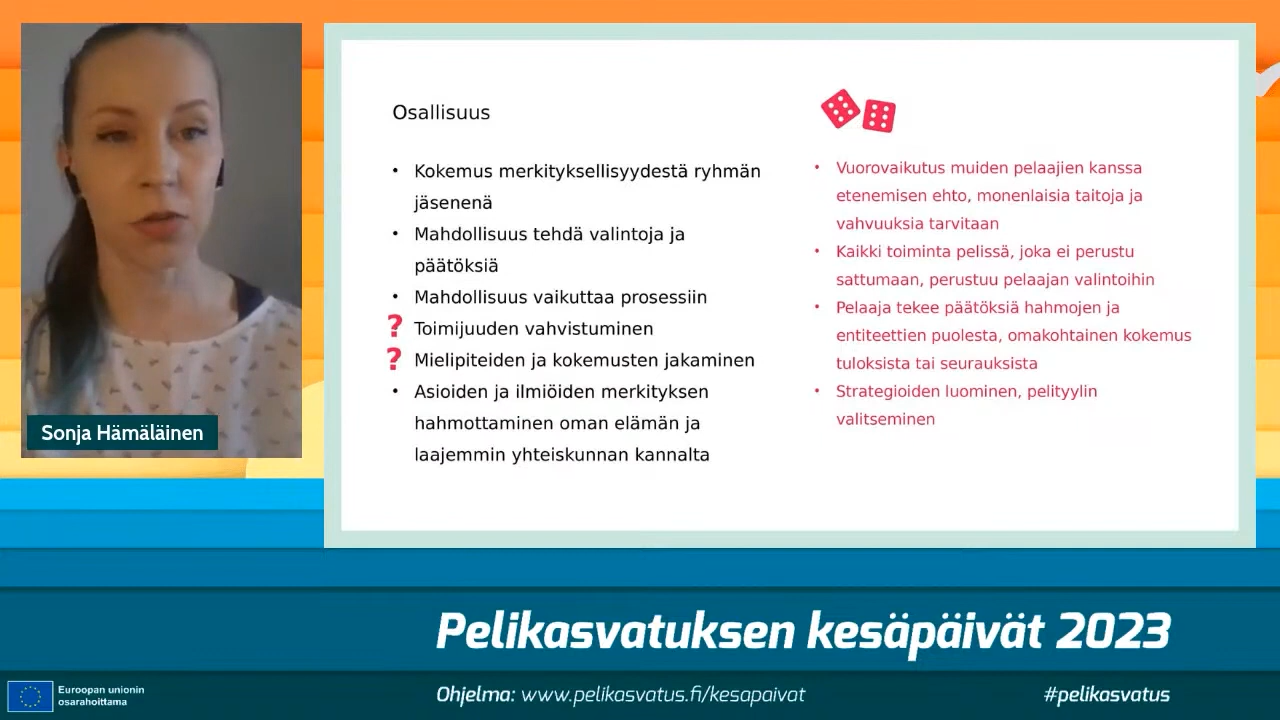 Osallisuus
Kokemus merkityksellisyydestä ryhmän
jäsenenä
Mahdollisuus tehdä valintoja ja
päätöksiä
Mahdollisuus vaikuttaa prosessiin
? Toimijuuden vahvistuminen
? Mielipiteiden ja kokemusten jakaminen
Asioiden ja ilmiöiden merkityksen
hahmottaminen oman elämän ja
laajemmin yhteiskunnan kannalta
Vuorovaikutus muiden pelaajien kanssa
etenemisen ehto, monenlaisia taitoja ja
vahvuuksia tarvitaan
Kaikki toiminta pelissä, joka ei perustu
sattumaan, perustuu pelaajan valintoihin
Pelaaja tekee päätöksiä hahmojen ja
entiteettien puolesta, omakohtainen kokemus
tuloksista tai seurauksista
Strategioiden luominen, pelityylin
valitseminen
Sonja Hämäläinen
Pelikasvatuksen kesäpäivät 2023
Euroopan unionin
osarahoittama
Ohjelma: www.pelikasvatus.fi/kesapaivat
#pelikasvatus